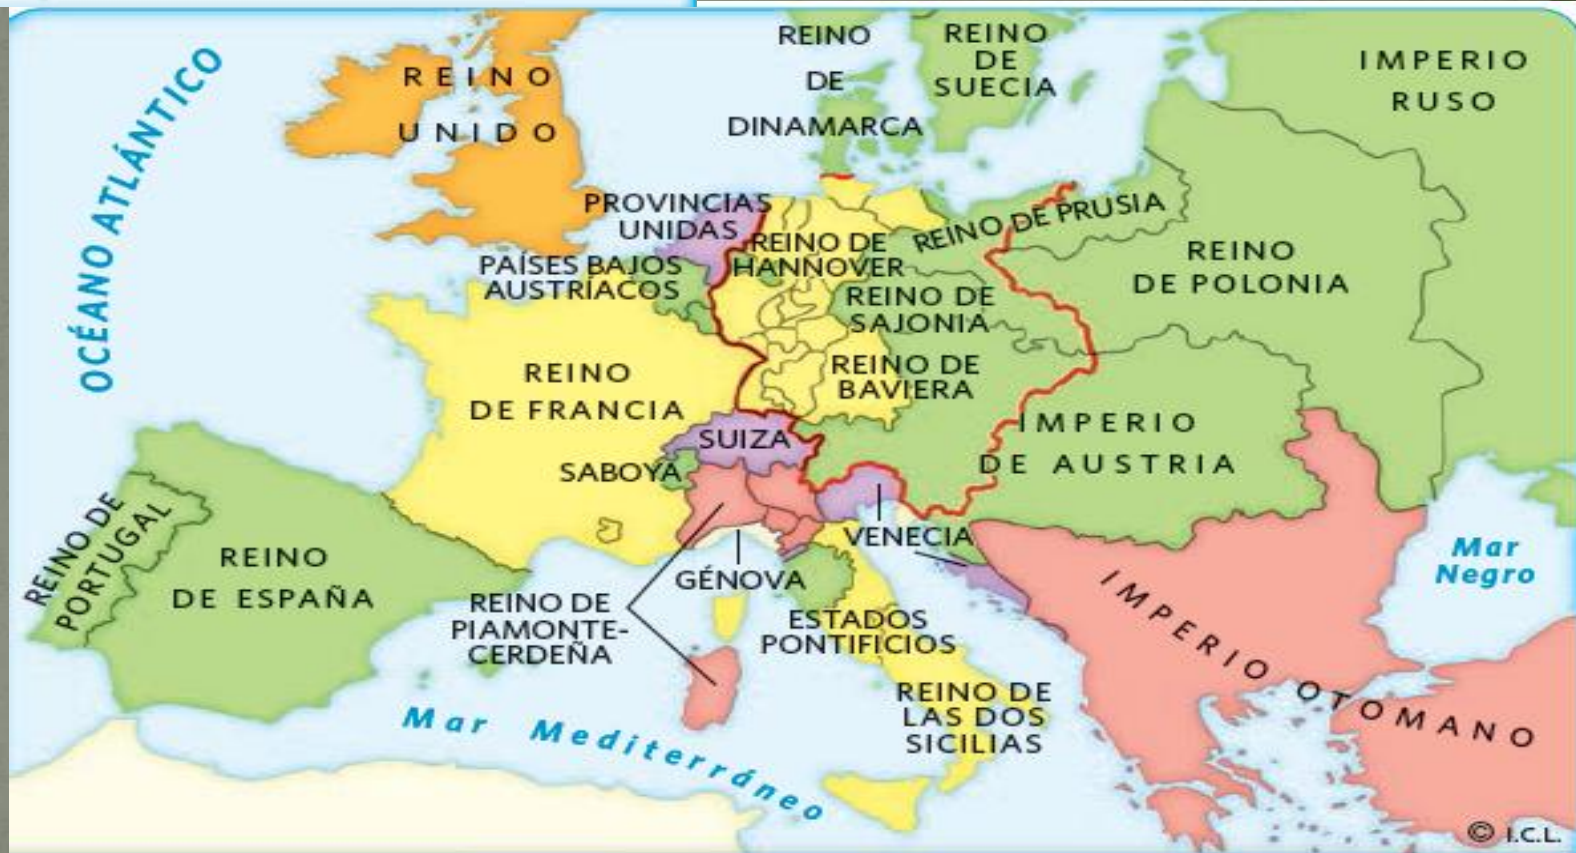 OCÉANO ATLÁNTICO
REINO
UNIDO
REINO
DE
DINAMARCA
REINO
DE
SUECIA
IMPERIO
RUSO
PROVINCIAS
UNIDAS
PAÍSES BAJOS
AUSTRÍACOS
REINO DE
HANNOVER
REINO DE PRUSIA
REINO
DE POLONIA
REINO DE
SAJONIA
REINO DE
BAVIERA
REINO
DE FRANCIA
SUIZA
SABOYA
IMPERIO
DE AUSTRIA
VENECIA
REINO DE
PORTUGAL
REINO
DE ESPAÑA
GÉNOVA
REINO DE
PIAMONTE-
CERDEÑA
ESTADOS
PONTIFICIOS
REINO DE
LAS DOS
SICILIAS
IMPERIO OTOMANO
Mar
Negro
Mar Mediterráneo
© I.C.L.